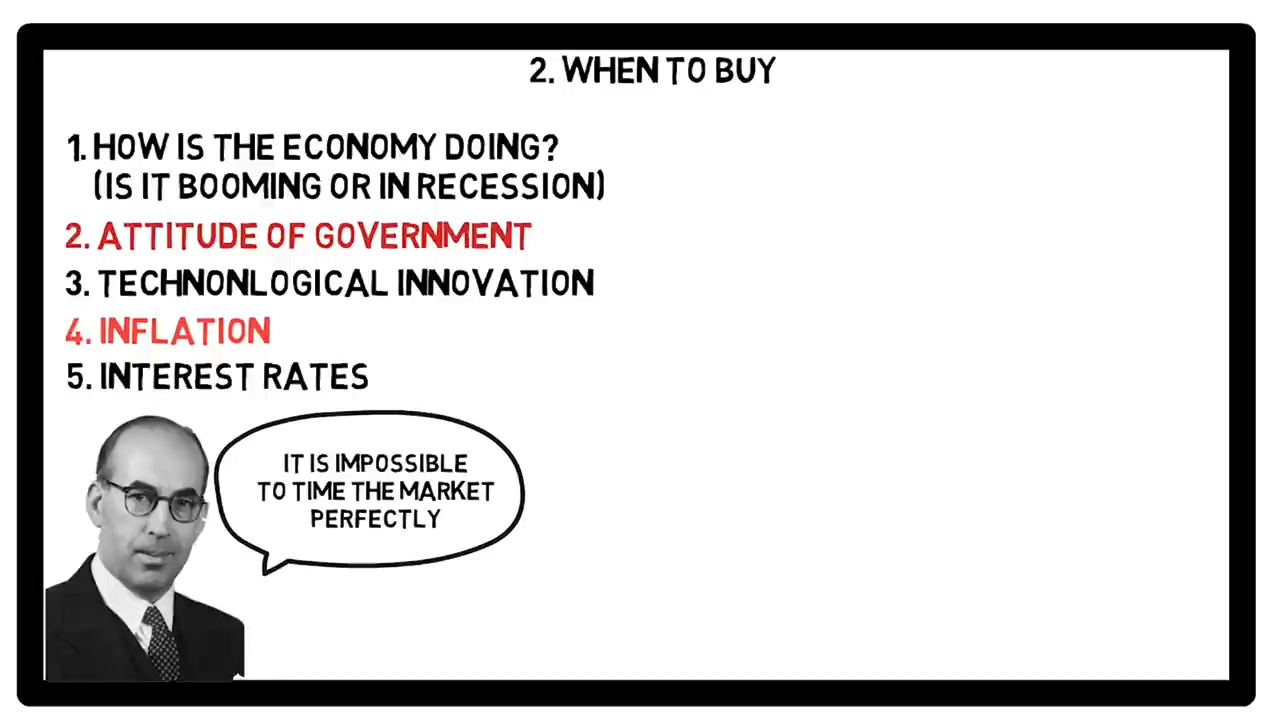 2. WHEN TO BUY
1. HOW IS THE ECONOMY DOING?
(IS IT BOOMING OR IN RECESSION)
2. ATTITUDE OF GOVERNMENT
3. TECHNONLOGICAL INNOVATION
4. INFLATION
5. INTEREST RATES
IT IS IMPOSSIBLE
TO TIME THE MARKET
PERFECTLY